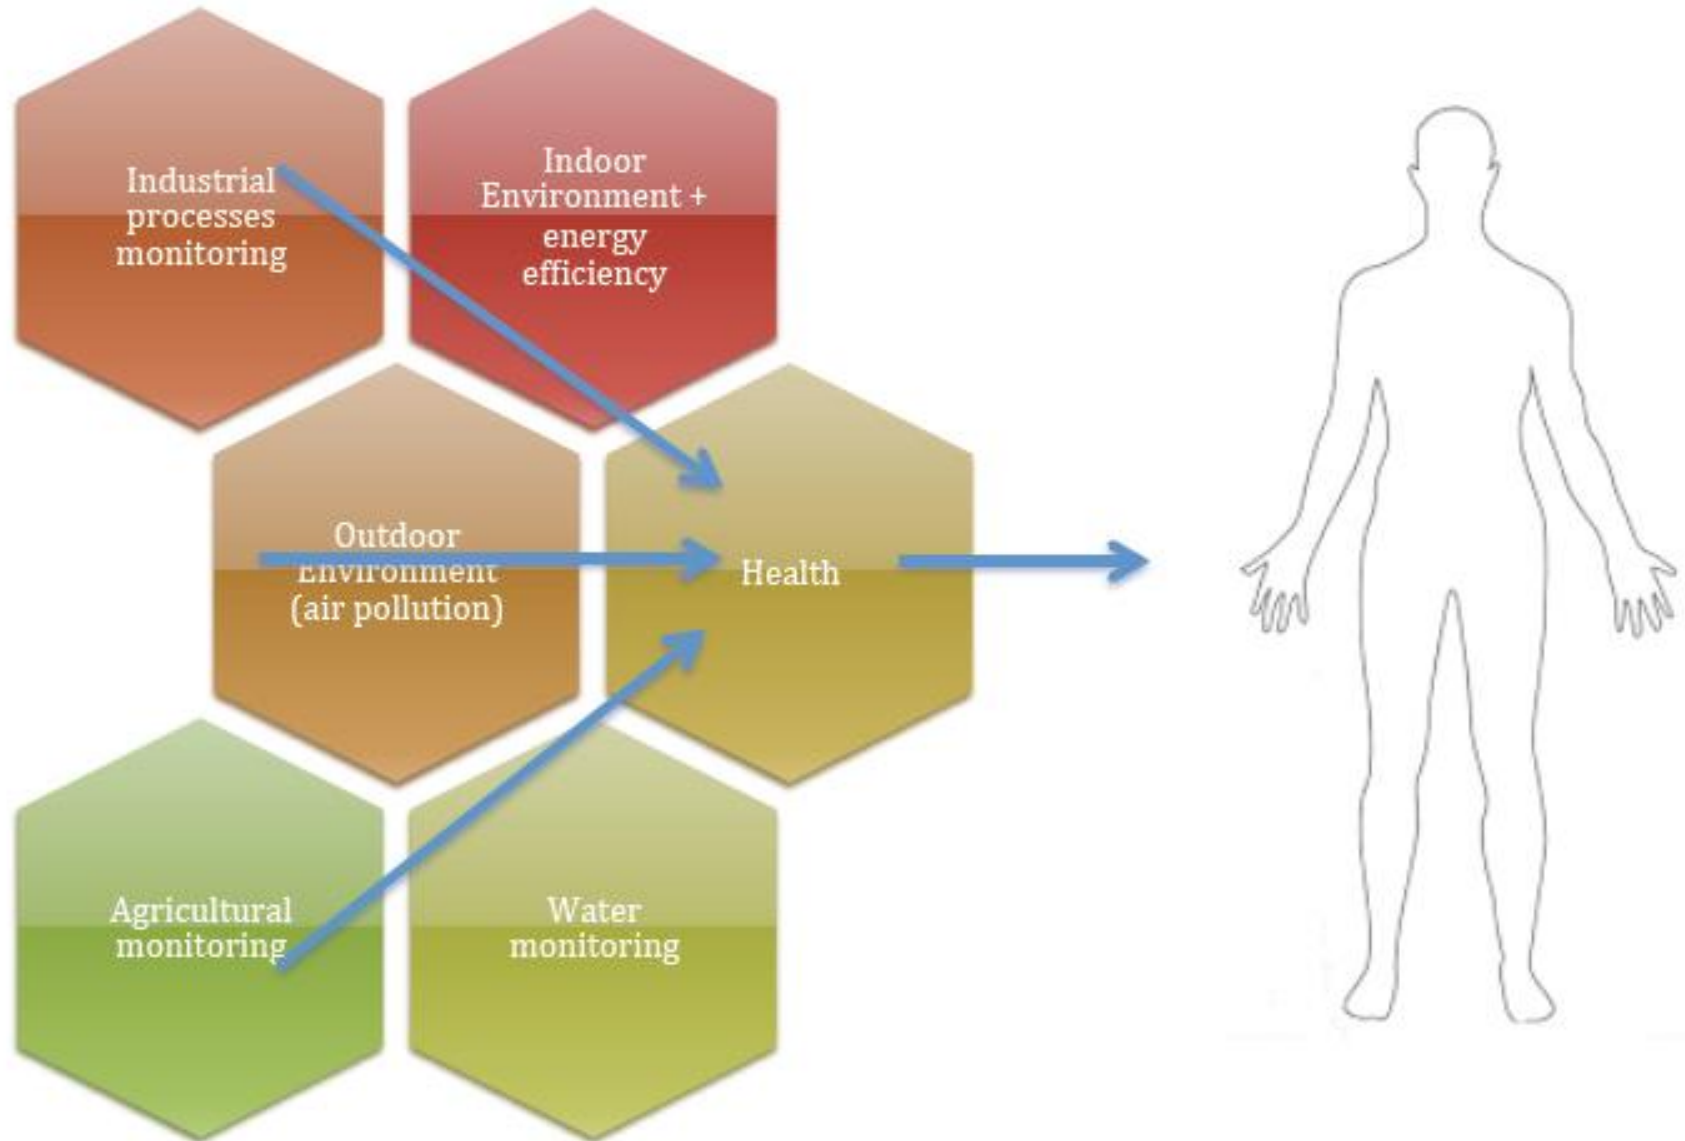 Industrial
processes
monitoring
Indoor
Environment +
energy
efficiency
Outdoor
Environment
(air pollution)
Health
Agricultural
monitoring
Water
monitoring